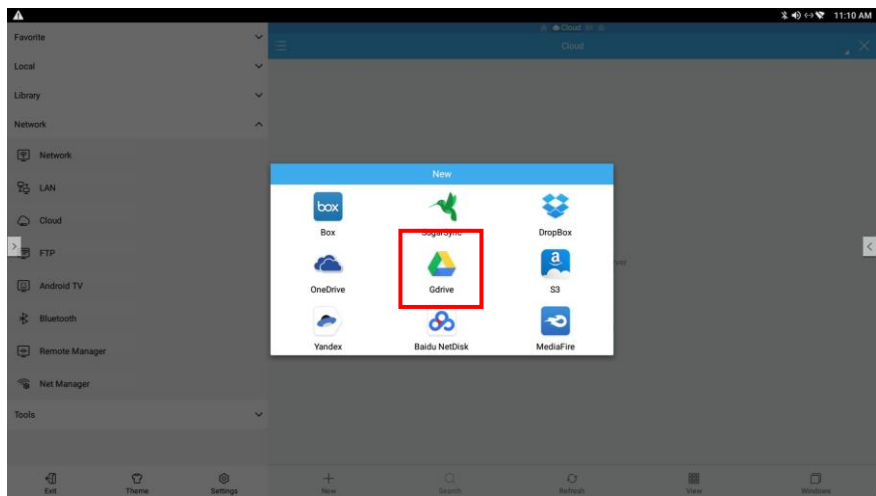 11:10 AM
Favorite
Cloud
Cloud
Local
Library
Network
Network
LAN
Cloud
FTP
Android TV
Bluetooth
Remote Manager
Net Manager
Tools
New
box
Box
SugarSync
DropBox
OneDrive
Gdrive
a
S3
Yandex
Baidu NetDisk
MediaFire
Exit
Theme
Settings
New
Search
Refresh
View
Windows